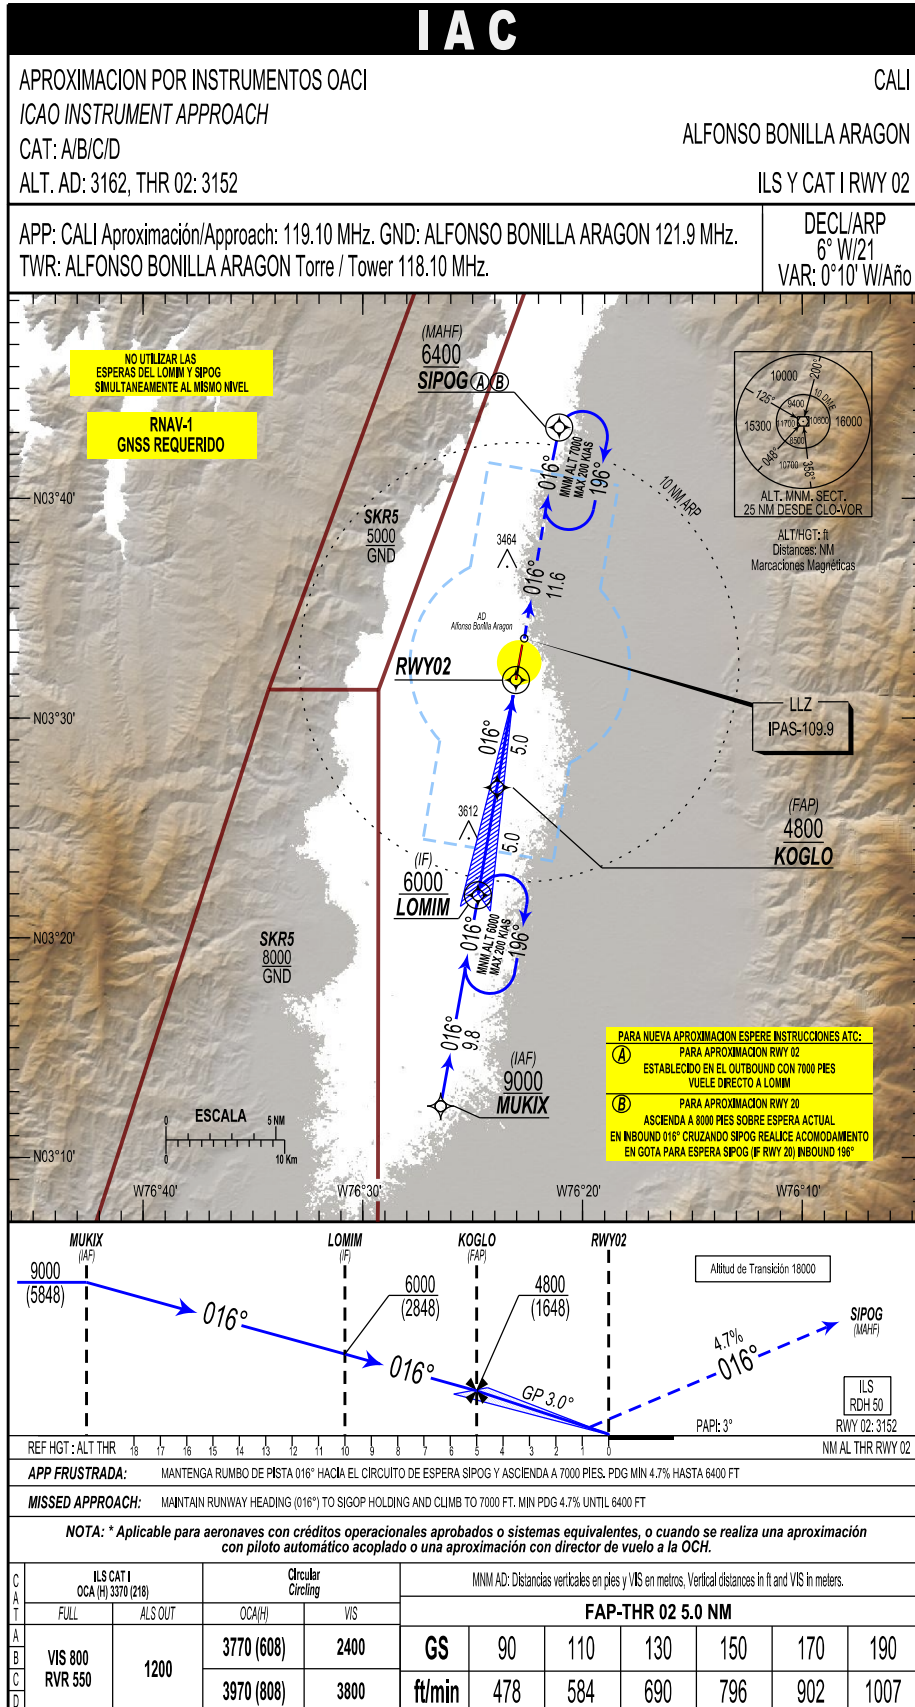 IAC
APROXIMACION POR INSTRUMENTOS OACI
ICAO INSTRUMENT APPROACH
CAT: A/B/C/D
ALT. AD: 3162, THR 02: 3152
CALI
ALFONSO BONILLA ARAGON
ILS Y CAT I RWY 02
APP: CALI Aproximación/Approach: 119.10 MHz. GND: ALFONSO BONILLA ARAGON 121.9 MHz.
TWR: ALFONSO BONILLA ARAGON Torre / Tower 118.10 MHz.
DECL/ARP
6° W/21
VAR: 0°10' W/Año
NO UTILIZAR LAS
ESPERAS DEL LOMIM Y SIPOG
SIMULTANEAMENTE AL MISMO NIVEL
RNAV-1
GNSS REQUERIDO
(MAHF)
6400
SIPOG A B
10000
200°
10 DME
125°
9400
15300
11700
10600
16000
8500
048°
10700
358°
ALT. MNM. SECT.
25 NM DESDE CLO-VOR
ALT/HGT: ft
Distances: NM
Marcaciones Magnéticas
016°
MNM ALT 7000
MAX 200 KIAS
196°
10 NM ARP
N03°40'
SKR5
5000
GND
3464
016°
11.6
AD
Alfonso Bonilla Aragon
RWY02
LLZ
IPAS-109.9
N03°30'
016°
5.0
(FAP)
4800
KOGLO
3612
5.0
(IF)
6000
LOMIM
016°
MNM ALT 6000
MAX 200 KIAS
196°
N03°20'
SKR5
8000
GND
016°
9.8
(IAF)
9000
MUKIX
PARA NUEVA APROXIMACION ESPERE INSTRUCCIONES ATC:
A PARA APROXIMACION RWY 02
ESTABLECIDO EN EL OUTBOUND CON 7000 PIES
VUELE DIRECTO A LOMIM
B PARA APROXIMACION RWY 20
ASCIENDA A 8000 PIES SOBRE ESPERA ACTUAL
EN INBOUND 016° CRUZANDO SIPOG REALICE ACOMODAMIENTO
EN GOTA PARA ESPERA SIPOG (IF RWY 20) INBOUND 196°
ESCALA
0 5 NM
0 10 Km
N03°10'
W76°40' W76°30' W76°20' W76°10'
MUKIX
(IAF)
LOMIM
(IF)
KOGLO
(FAP)
RWY02
Altitud de Transición 18000
9000
(5848)
016°
6000
(2848)
4800
(1648)
016°
GP 3.0°
4.7%
016°
SIPOG
(MAHF)
ILS
RDH 50
PAPI: 3°
RWY 02: 3152
REF HGT : ALT THR 18 17 16 15 14 13 12 11 10 9 8 7 6 5 4 3 2 1 0 NM AL THR RWY 02
APP FRUSTRADA: MANTENGA RUMBO DE PISTA 016° HACIA EL CIRCUITO DE ESPERA SIPOG Y ASCIENDA A 7000 PIES. PDG MIN 4.7% HASTA 6400 FT
MISSED APPROACH: MAINTAIN RUNWAY HEADING (016°) TO SIGOP HOLDING AND CLIMB TO 7000 FT. MIN PDG 4.7% UNTIL 6400 FT
NOTA: * Aplicable para aeronaves con créditos operacionales aprobados o sistemas equivalentes, o cuando se realiza una aproximación
con piloto automático acoplado o una aproximación con director de vuelo a la OCH.
CAT
ILS CAT I
OCA (H) 3370 (218)
Circular
Circling
MNM AD: Distancias verticales en pies y VIS en metros, Vertical distances in ft and VIS in meters.
FULL ALS OUT OCA(H) VIS
FAP-THR 02 5.0 NM
A
B
C
D
VIS 800
RVR 550
1200
3770 (608) 2400
3970 (808) 3800
GS 90 110 130 150 170 190
ft/min 478 584 690 796 902 1007